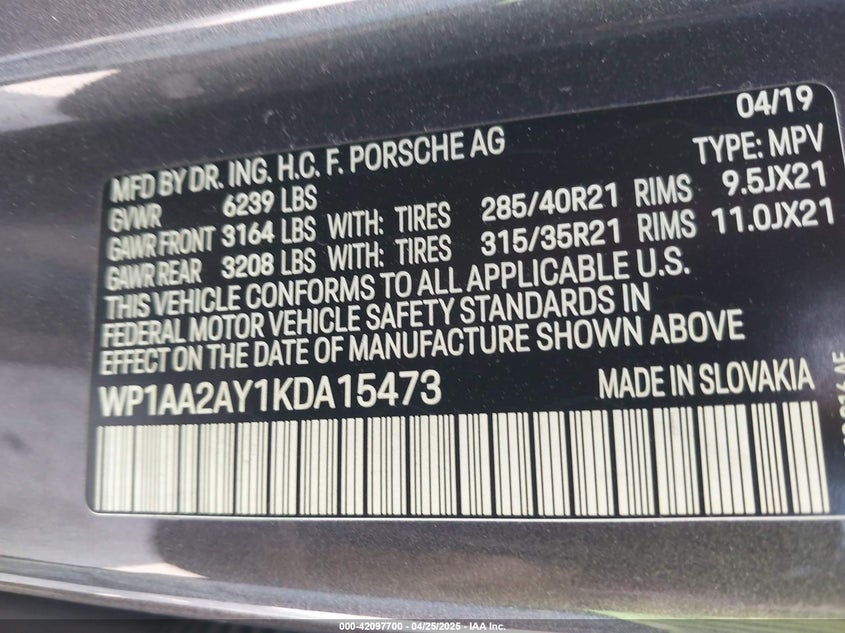 04/19
MFD BY DR. ING. H.C. F. PORSCHE AG TYPE: MPV
GVWR 6239 LBS
GAWR FRONT 3164 LBS WITH: TIRES 285/40R21 RIMS 9.5JX21
GAWR REAR 3208 LBS WITH: TIRES 315/35R21 RIMS 11.0JX21
THIS VEHICLE CONFORMS TO ALL APPLICABLE U.S.
FEDERAL MOTOR VEHICLE SAFETY STANDARDS IN
EFFECT ON THE DATE OF MANUFACTURE SHOWN ABOVE
WP1AA2AY1KDA15473 MADE IN SLOVAKIA
000-42097700 - 04/25/2025 - IAA Inc.